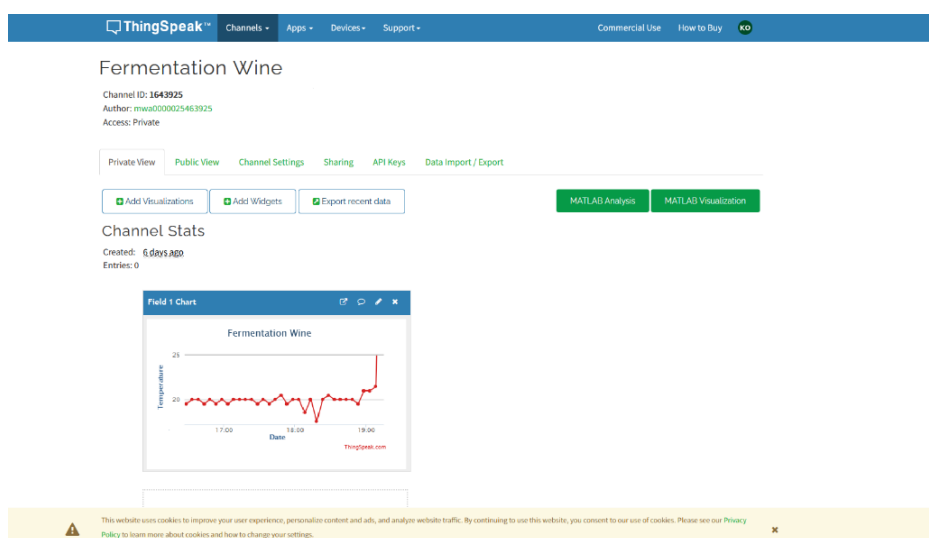 ThingSpeak™ Channels Apps Devices Support Commercial Use How to Buy KO
Fermentation Wine
Channel ID: 1643925
Author: mwa0000025463925
Access: Private
Private View Public View Channel Settings Sharing API Keys Data Import / Export
Add Visualizations Add Widgets Export recent data MATLAB Analysis MATLAB Visualization
Channel Stats
Created: 6 days ago
Entries: 0
Field 1 Chart
Fermentation Wine
25
Temperature
20
17:00 18:00 19:00
Date
ThingSpeak.com
This website uses cookies to improve your user experience, personalize content and ads, and analyze website traffic. By continuing to use this website, you consent to our use of cookies. Please see our Privacy
Policy to learn more about cookies and how to change your settings.